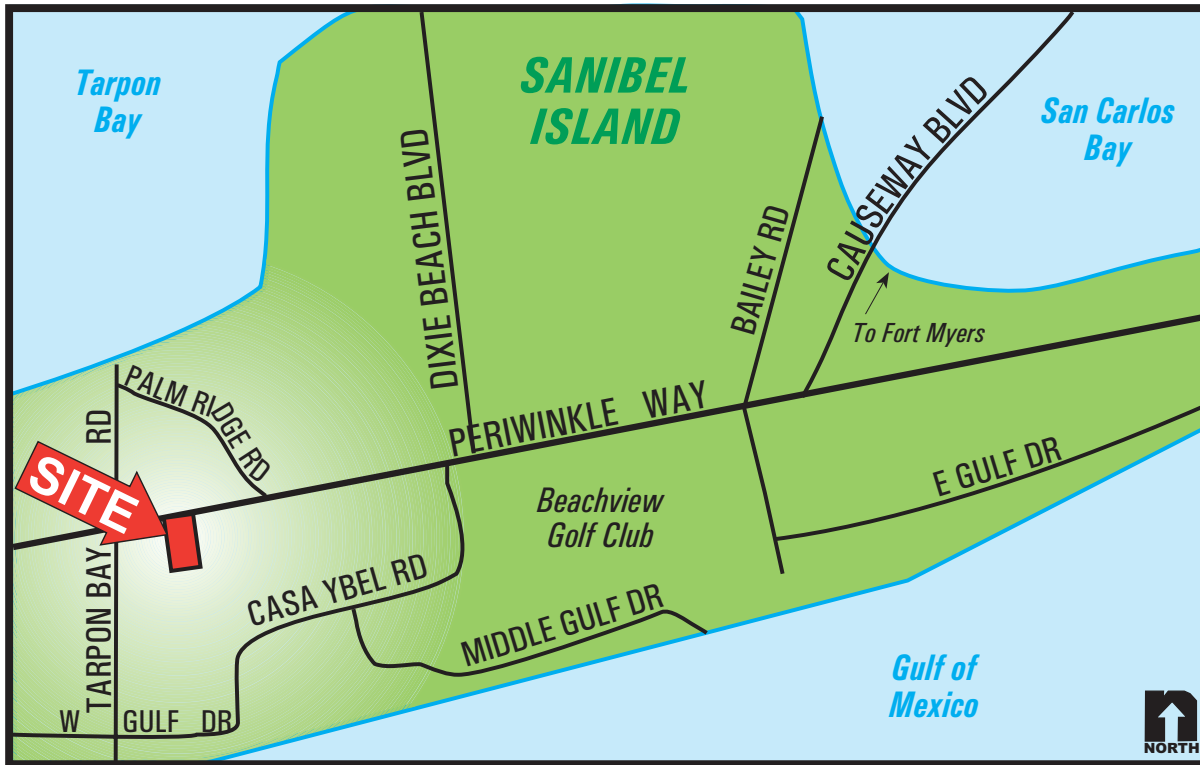 Tarpon
Bay
SANIBEL
ISLAND
San Carlos
Bay
CAUSEWAY BLVD
DIXIE BEACH BLVD
BAILEY RD
To Fort Myers
PALM RIDGE RD
PERIWINKLE WAY
TARPON BAY RD
SITE
E GULF DR
Beachview
Golf Club
CASA YBEL RD
MIDDLE GULF DR
W GULF DR
Gulf of
Mexico
n
NORTH